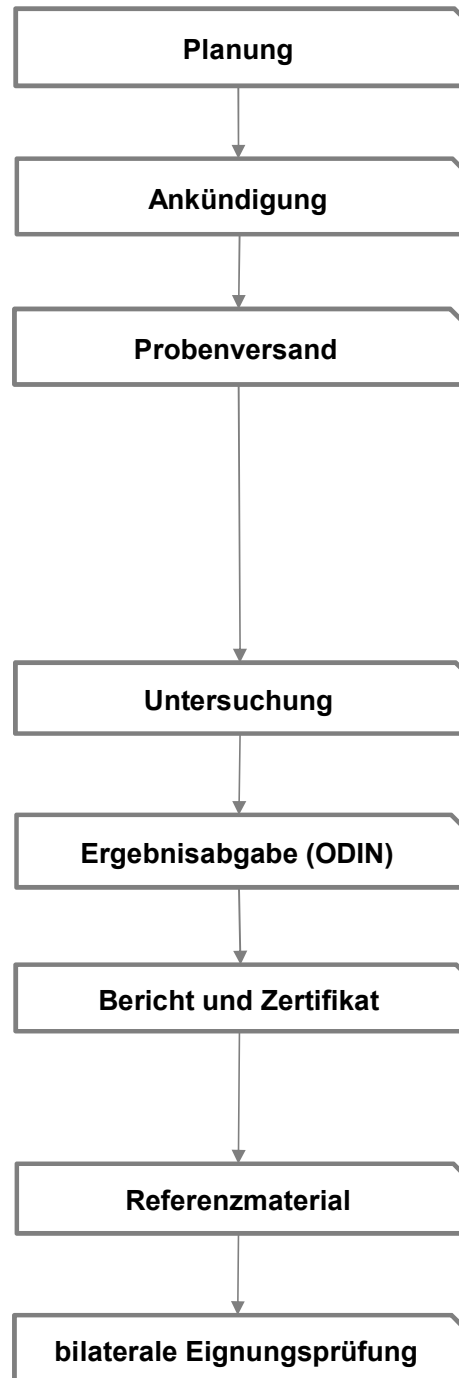 Planung
Ankündigung
Probenversand
Untersuchung
Ergebnisabgabe (ODIN)
Bericht und Zertifikat
Referenzmaterial
bilaterale Eignungsprüfung